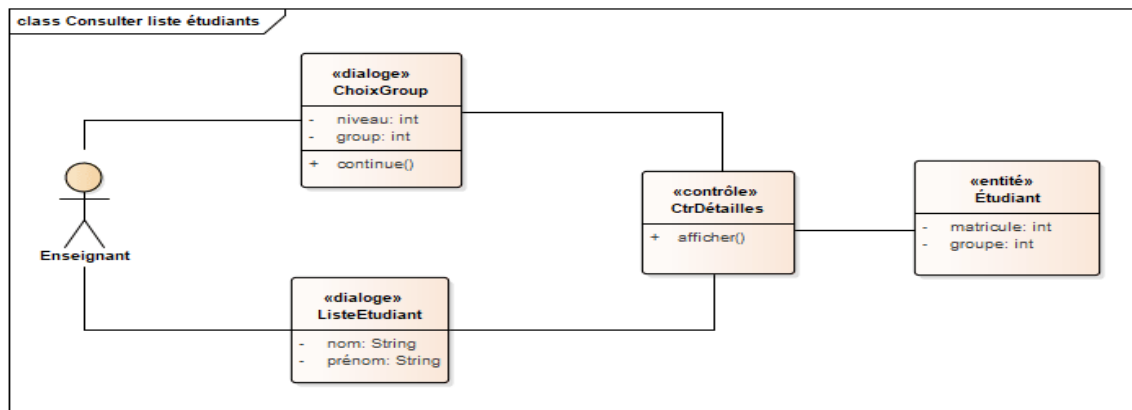 class Consulter liste étudiants
«dialoge»
ChoixGroup
- niveau: int
- group: int
+ continue()
Enseignant
«dialoge»
ListeEtudiant
- nom: String
- prénom: String
«contrôle»
CtrDétailles
+ afficher()
«entité»
Étudiant
- matricule: int
- groupe: int